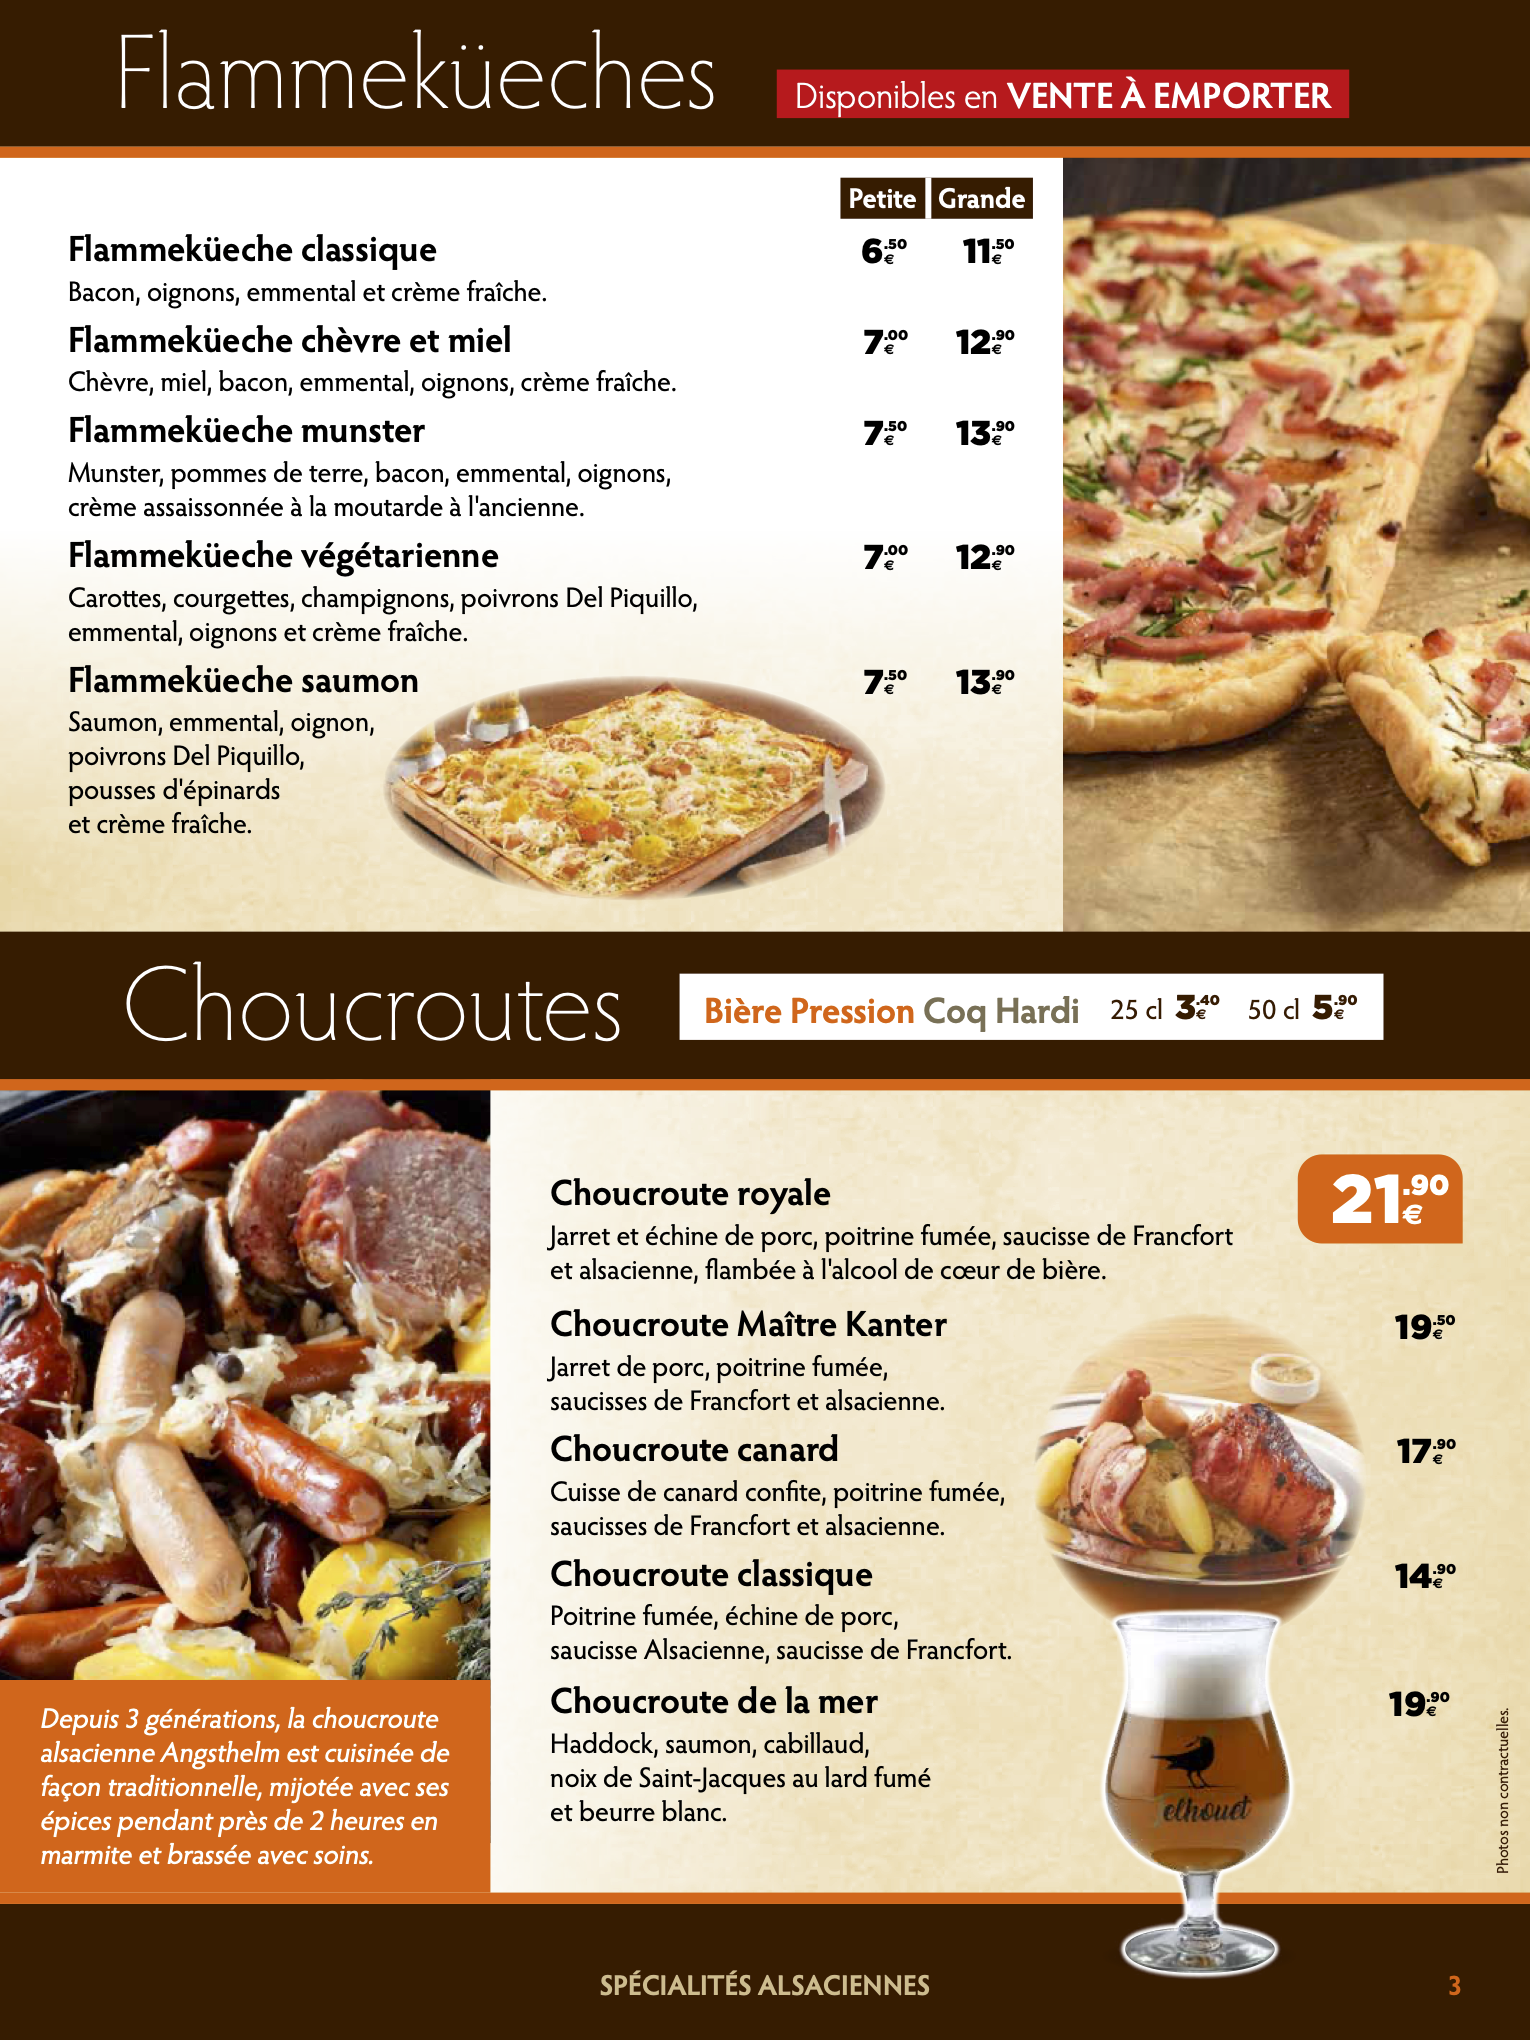 Flammeküeches
Disponibles en VENTE À EMPORTER
Petite Grande
Flammeküeche classique 6.50€ 11.50€
Bacon, oignons, emmental et crème fraîche.
Flammeküeche chèvre et miel 7.00€ 12.90€
Chèvre, miel, bacon, emmental, oignons, crème fraîche.
Flammeküeche munster 7.50€ 13.90€
Munster, pommes de terre, bacon, emmental, oignons,
crème assaissonnée à la moutarde à l'ancienne.
Flammeküeche végétarienne 7.00€ 12.90€
Carottes, courgettes, champignons, poivrons Del Piquillo,
emmental, oignons et crème fraîche.
Flammeküeche saumon 7.50€ 13.90€
Saumon, emmental, oignon,
poivrons Del Piquillo,
pousses d'épinards
et crème fraîche.
Choucroutes
Bière Pression Coq Hardi 25 cl 3.40€ 50 cl 5.90€
Choucroute royale 21.90€
Jarret et échine de porc, poitrine fumée, saucisse de Francfort
et alsacienne, flambée à l'alcool de cœur de bière.
Choucroute Maître Kanter 19.50€
Jarret de porc, poitrine fumée,
saucisses de Francfort et alsacienne.
Choucroute canard 17.90€
Cuisse de canard confite, poitrine fumée,
saucisses de Francfort et alsacienne.
Choucroute classique 14.90€
Poitrine fumée, échine de porc,
saucisse Alsacienne, saucisse de Francfort.
Choucroute de la mer 19.90€
Haddock, saumon, cabillaud,
noix de Saint-Jacques au lard fumé
et beurre blanc.
Depuis 3 générations, la choucroute
alsacienne Angsthelm est cuisinée de
façon traditionnelle, mijotée avec ses
épices pendant près de 2 heures en
marmite et brassée avec soins.
Photos non contractuelles.
SPÉCIALITÉS ALSACIENNES
3